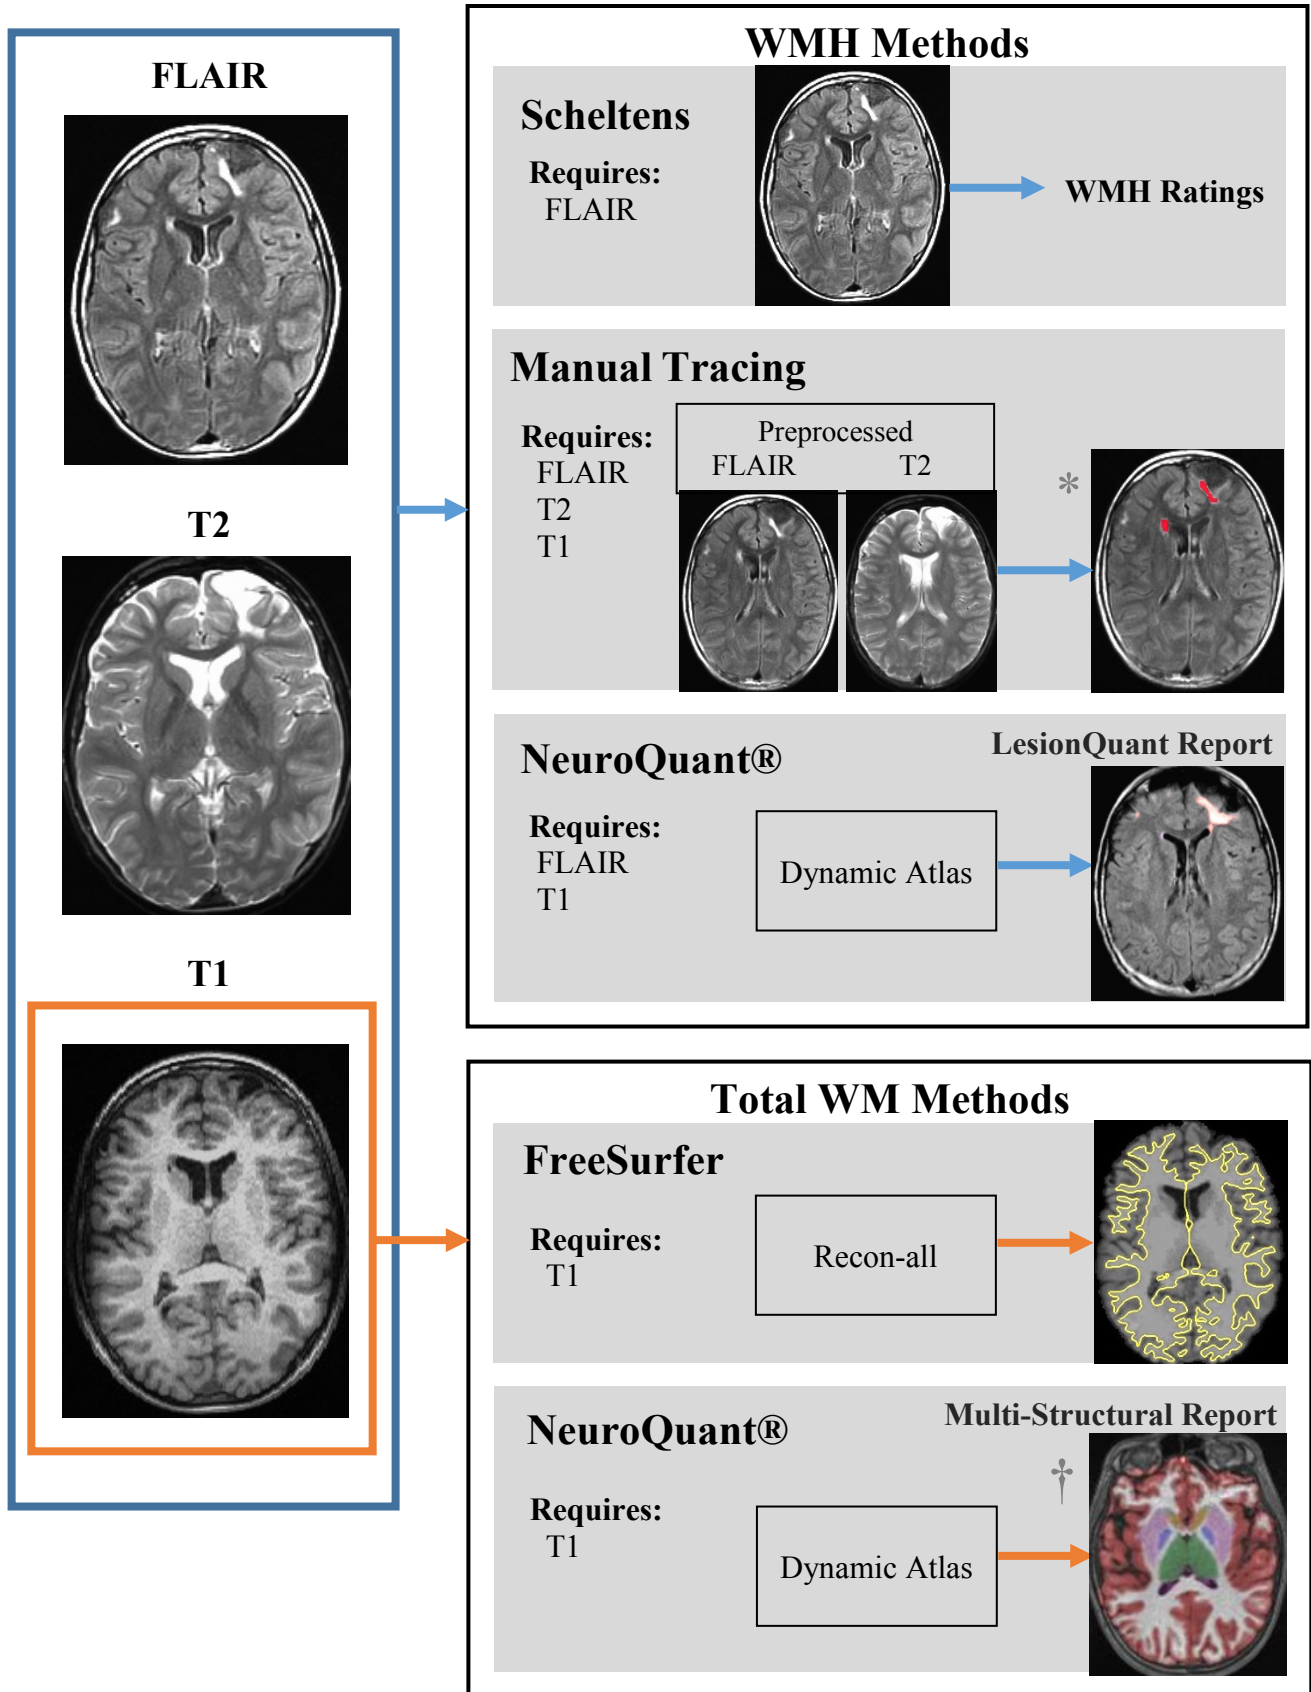 FLAIR
T2
T1
WMH Methods
Scheltens
Requires:
FLAIR
WMH Ratings
Manual Tracing
Requires:
FLAIR
T2
T1
Preprocessed
FLAIR T2
*
NeuroQuant®
LesionQuant Report
Requires:
FLAIR
T1
Dynamic Atlas
Total WM Methods
FreeSurfer
Requires:
T1
Recon-all
NeuroQuant®
Multi-Structural Report
†
Requires:
T1
Dynamic Atlas